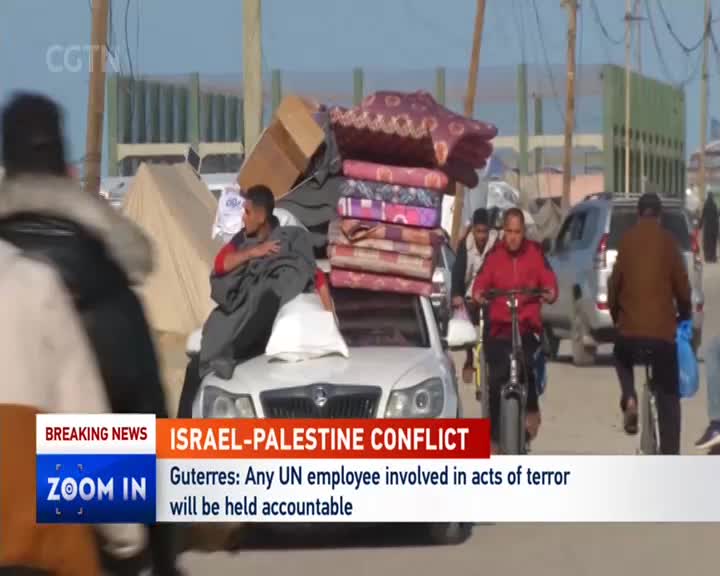 CGTN
BREAKING NEWS
ISRAEL-PALESTINE CONFLICT
ZOOM IN
Guterres: Any UN employee involved in acts of terror
will be held accountable